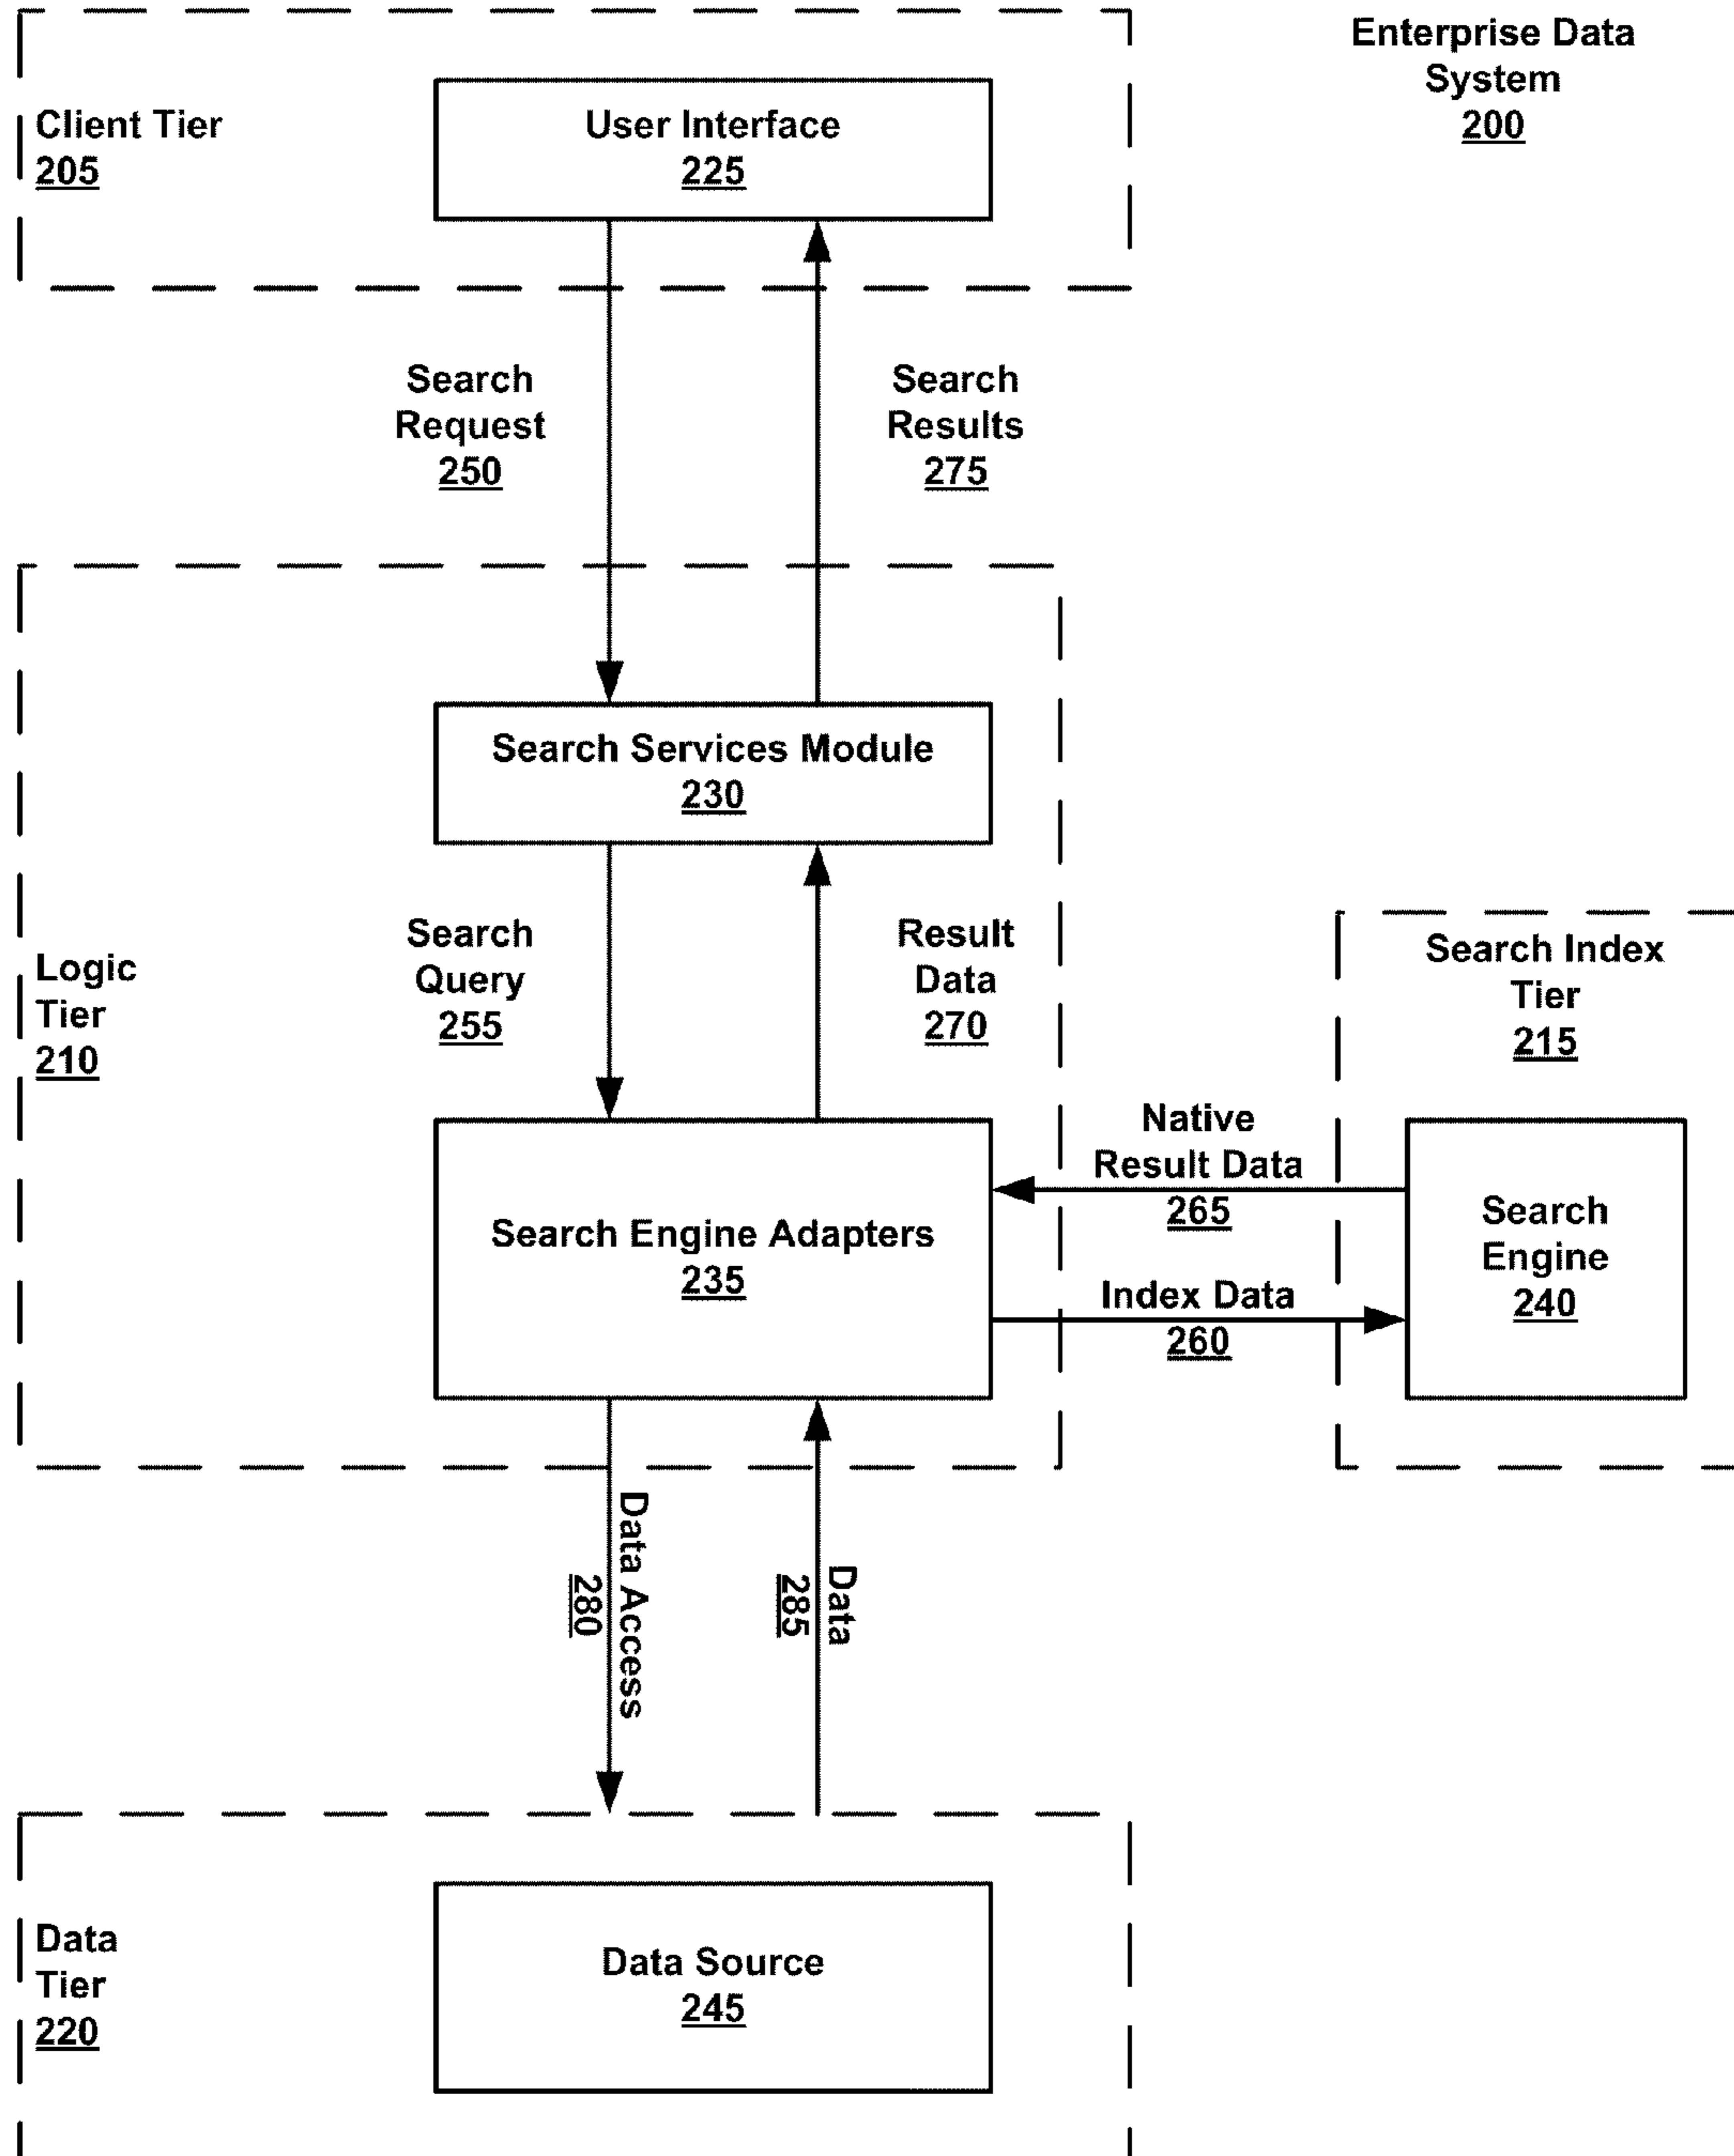 Enterprise Data
System
200
Client Tier
205
User Interface
225
Search
Request
250
Search
Results
275
Search Services Module
230
Logic
Tier
210
Search
Query
255
Result
Data
270
Search Index
Tier
215
Native
Result Data
265
Search Engine Adapters
235
Index Data
260
Search
Engine
240
Data Access
280
Data
285
Data
Tier
220
Data Source
245